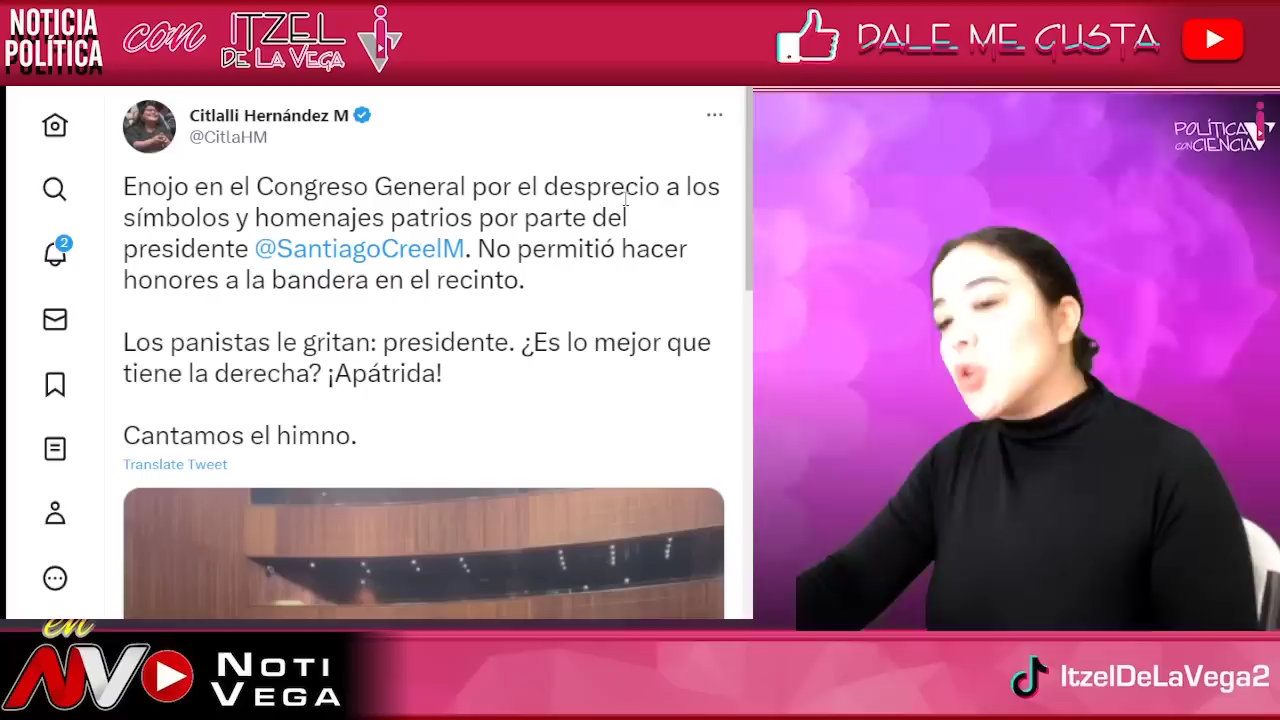 NOTICIA
POLÍTICA
con
ITZEL
DE LA VEGA
DALE ME GUSTA
Citlalli Hernández M
@CitlaHM
Enojo en el Congreso General por el desprecio a los
símbolos y homenajes patrios por parte del
presidente @SantiagoCreelM. No permitió hacer
honores a la bandera en el recinto.
Los panistas le gritan: presidente. ¿Es lo mejor que
tiene la derecha? ¡Apátrida!
Cantamos el himno.
Translate Tweet
2
POLÍTICA
CON CIENCIA
en
NV
NOTI
VEGA
ItzelDeLaVega2